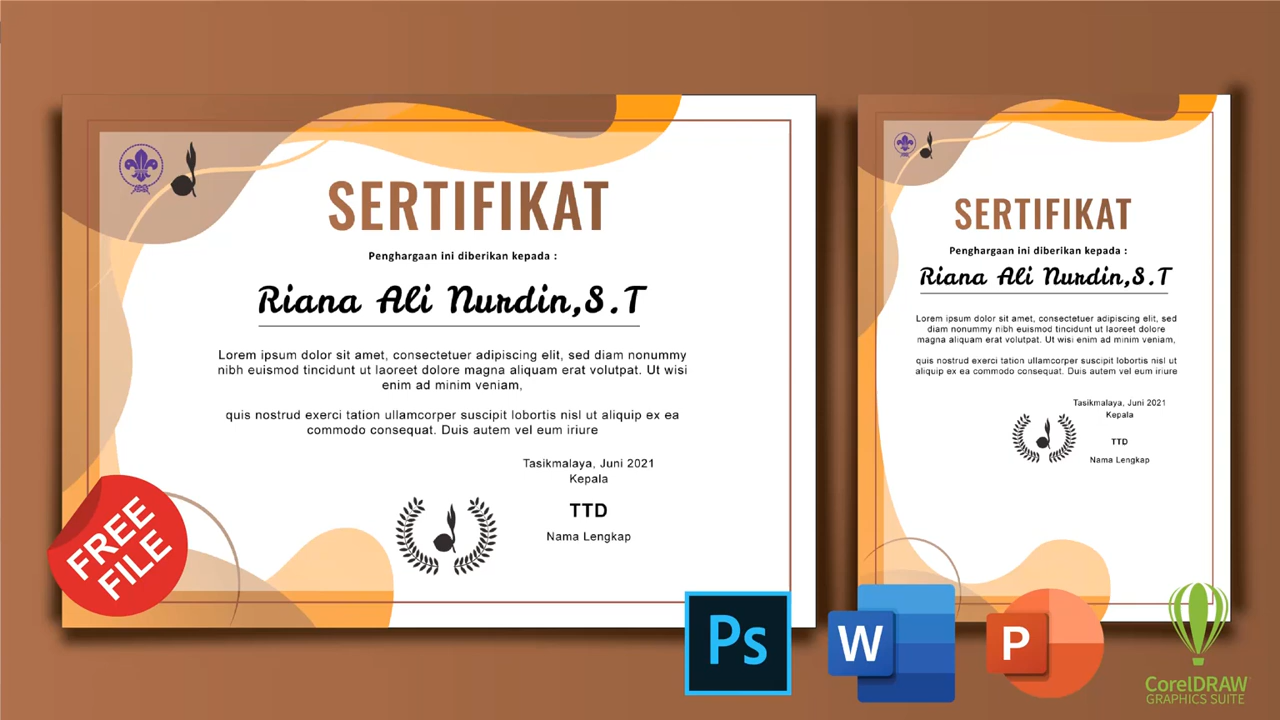 SERTIFIKAT
Penghargaan ini diberikan kepada :
Riana Ali Nurdin,S.T
Lorem ipsum dolor sit amet, consectetuer adipiscing elit, sed diam nonummy
nibh euismod tincidunt ut laoreet dolore magna aliquam erat volutpat. Ut wisi
enim ad minim veniam,
quis nostrud exerci tation ullamcorper suscipit lobortis nisl ut aliquip ex ea
commodo consequat. Duis autem vel eum iriure
Tasikmalaya, Juni 2021
Kepala
TTD
Nama Lengkap
FREE
FILE
SERTIFIKAT
Penghargaan ini diberikan kepada :
Riana Ali Nurdin,S.T
Lorem ipsum dolor sit amet, consectetuer adipiscing elit, sed
diam nonummy nibh euismod tincidunt ut laoreet dolore
magna aliquam erat volutpat. Ut wisi enim ad minim veniam,
quis nostrud exerci tation ullamcorper suscipit lobortis nisl ut
aliquip ex ea commodo consequat. Duis autem vel eum iriure
Tasikmalaya, Juni 2021
Kepala
TTD
Nama Lengkap
Ps
W
P
CorelDRAW
GRAPHICS SUITE